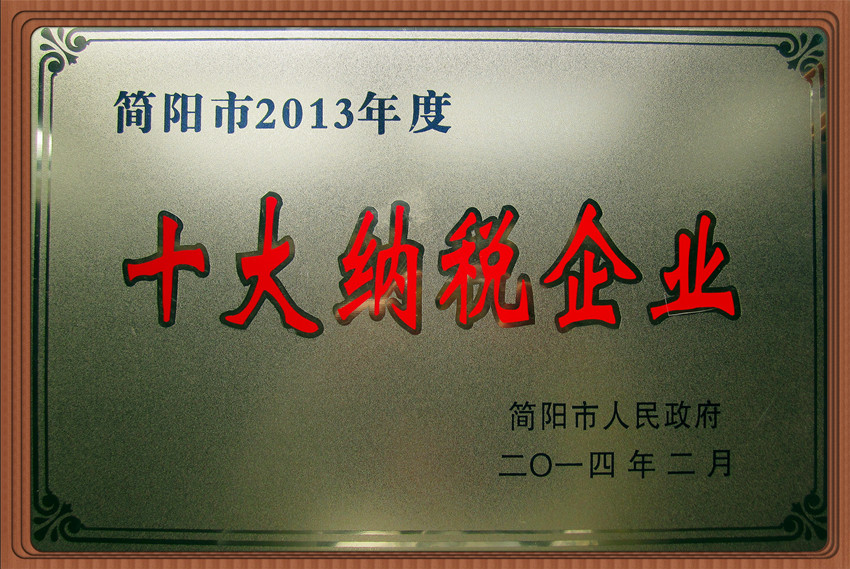 简阳市2013年度
十大纳税企业
简阳市人民政府
二〇一四年二月